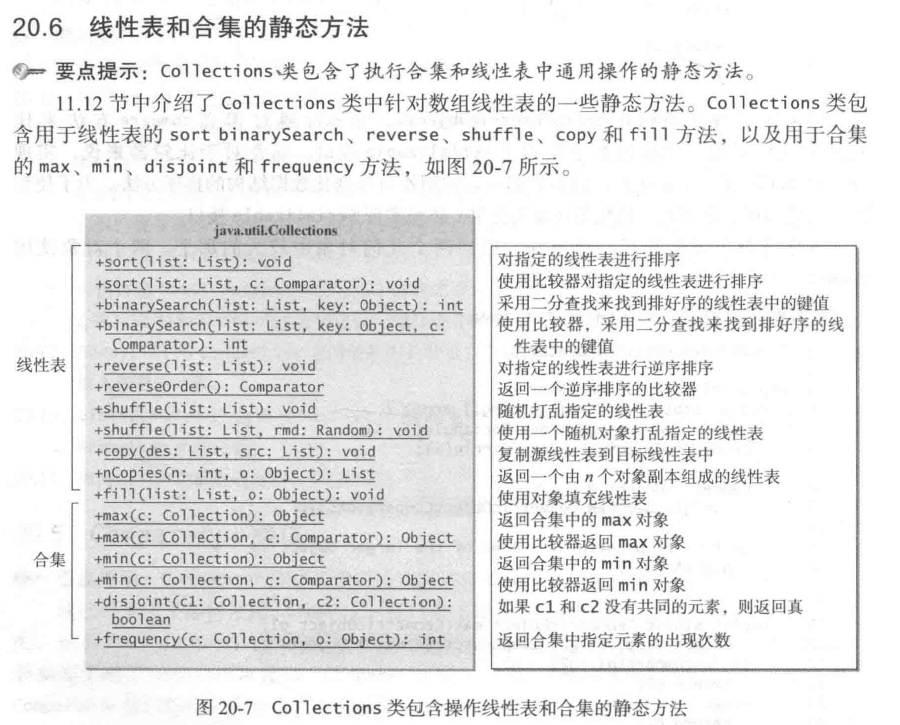 20.6 线性表和合集的静态方法
要点提示：Collections类包含了执行合集和线性表中通用操作的静态方法。
11.12 节中介绍了 Collections 类中针对数组线性表的一些静态方法。Collections 类包
含用于线性表的 sort binarySearch、reverse、shuffle、copy 和 fill 方法，以及用于合集
的 max、min、disjoint 和 frequency 方法，如图 20-7 所示。
java.util.Collections
线性表
+sort(list: List): void
对指定的线性表进行排序
+sort(list: List, c: Comparator): void
使用比较器对指定的线性表进行排序
+binarySearch(list: List, key: Object): int
采用二分查找来找到排好序的线性表中的键值
+binarySearch(list: List, key: Object, c:
Comparator): int
使用比较器，采用二分查找来找到排好序的线
性表中的键值
+reverse(list: List): void
对指定的线性表进行逆序排序
+reverseOrder(): Comparator
返回一个逆序排序的比较器
+shuffle(list: List): void
随机打乱指定的线性表
+shuffle(list: List, rmd: Random): void
使用一个随机对象打乱指定的线性表
+copy(des: List, src: List): void
复制源线性表到目标线性表中
+nCopies(n: int, o: Object): List
返回一个由 n 个对象副本组成的线性表
+fill(list: List, o: Object): void
使用对象填充线性表
合集
+max(c: Collection): Object
返回合集中的 max 对象
+max(c: Collection, c: Comparator): Object
使用比较器返回 max 对象
+min(c: Collection): Object
返回合集中的 min 对象
+min(c: Collection, c: Comparator): Object
使用比较器返回 min 对象
+disjoint(c1: Collection, c2: Collection):
boolean
如果 c1 和 c2 没有共同的元素，则返回真
+frequency(c: Collection, o: Object): int
返回合集中指定元素的出现次数
图 20-7 Collections 类包含操作线性表和合集的静态方法